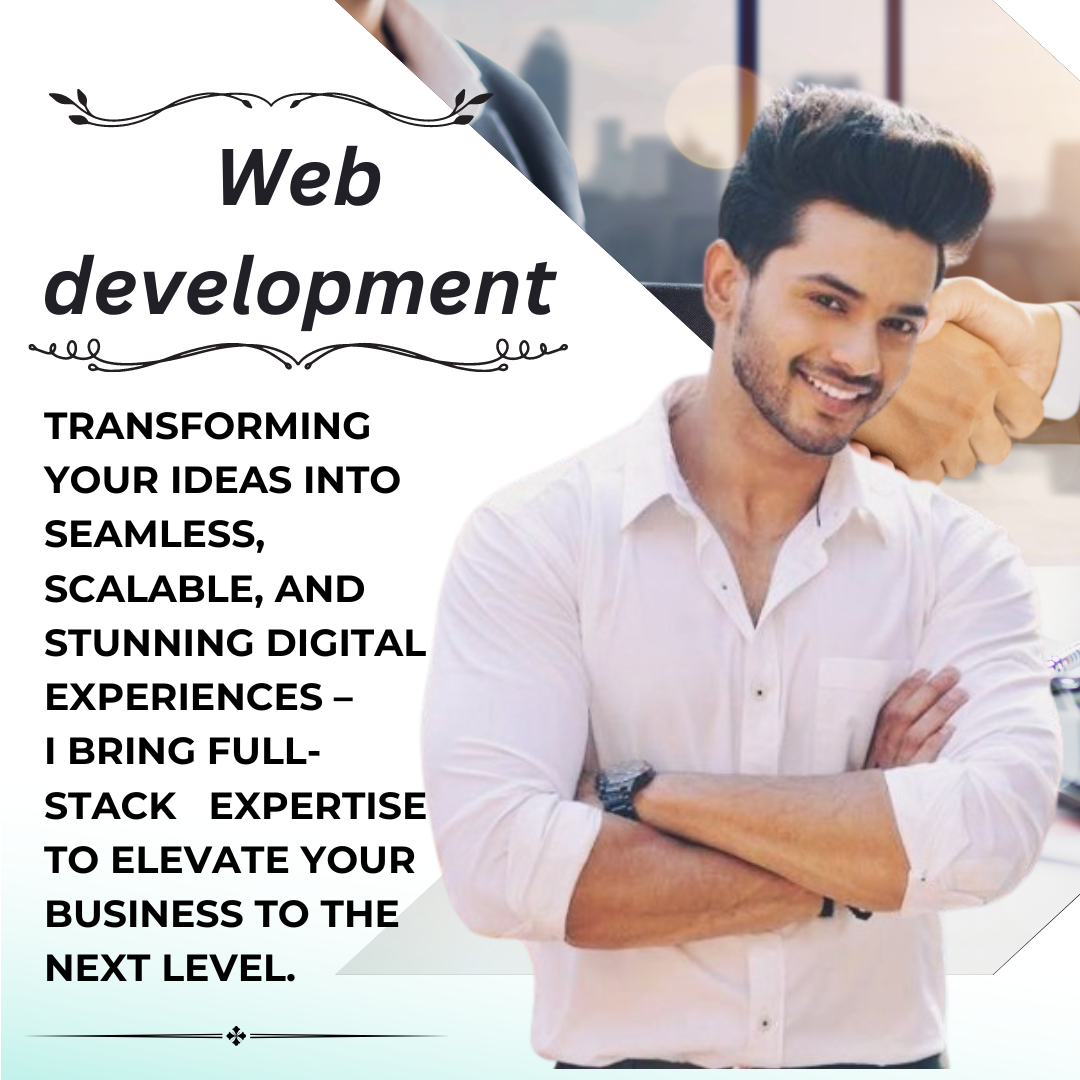 Web
development
TRANSFORMING
YOUR IDEAS INTO
SEAMLESS,
SCALABLE, AND
STUNNING DIGITAL
EXPERIENCES –
I BRING FULL-
STACK EXPERTISE
TO ELEVATE YOUR
BUSINESS TO THE
NEXT LEVEL.